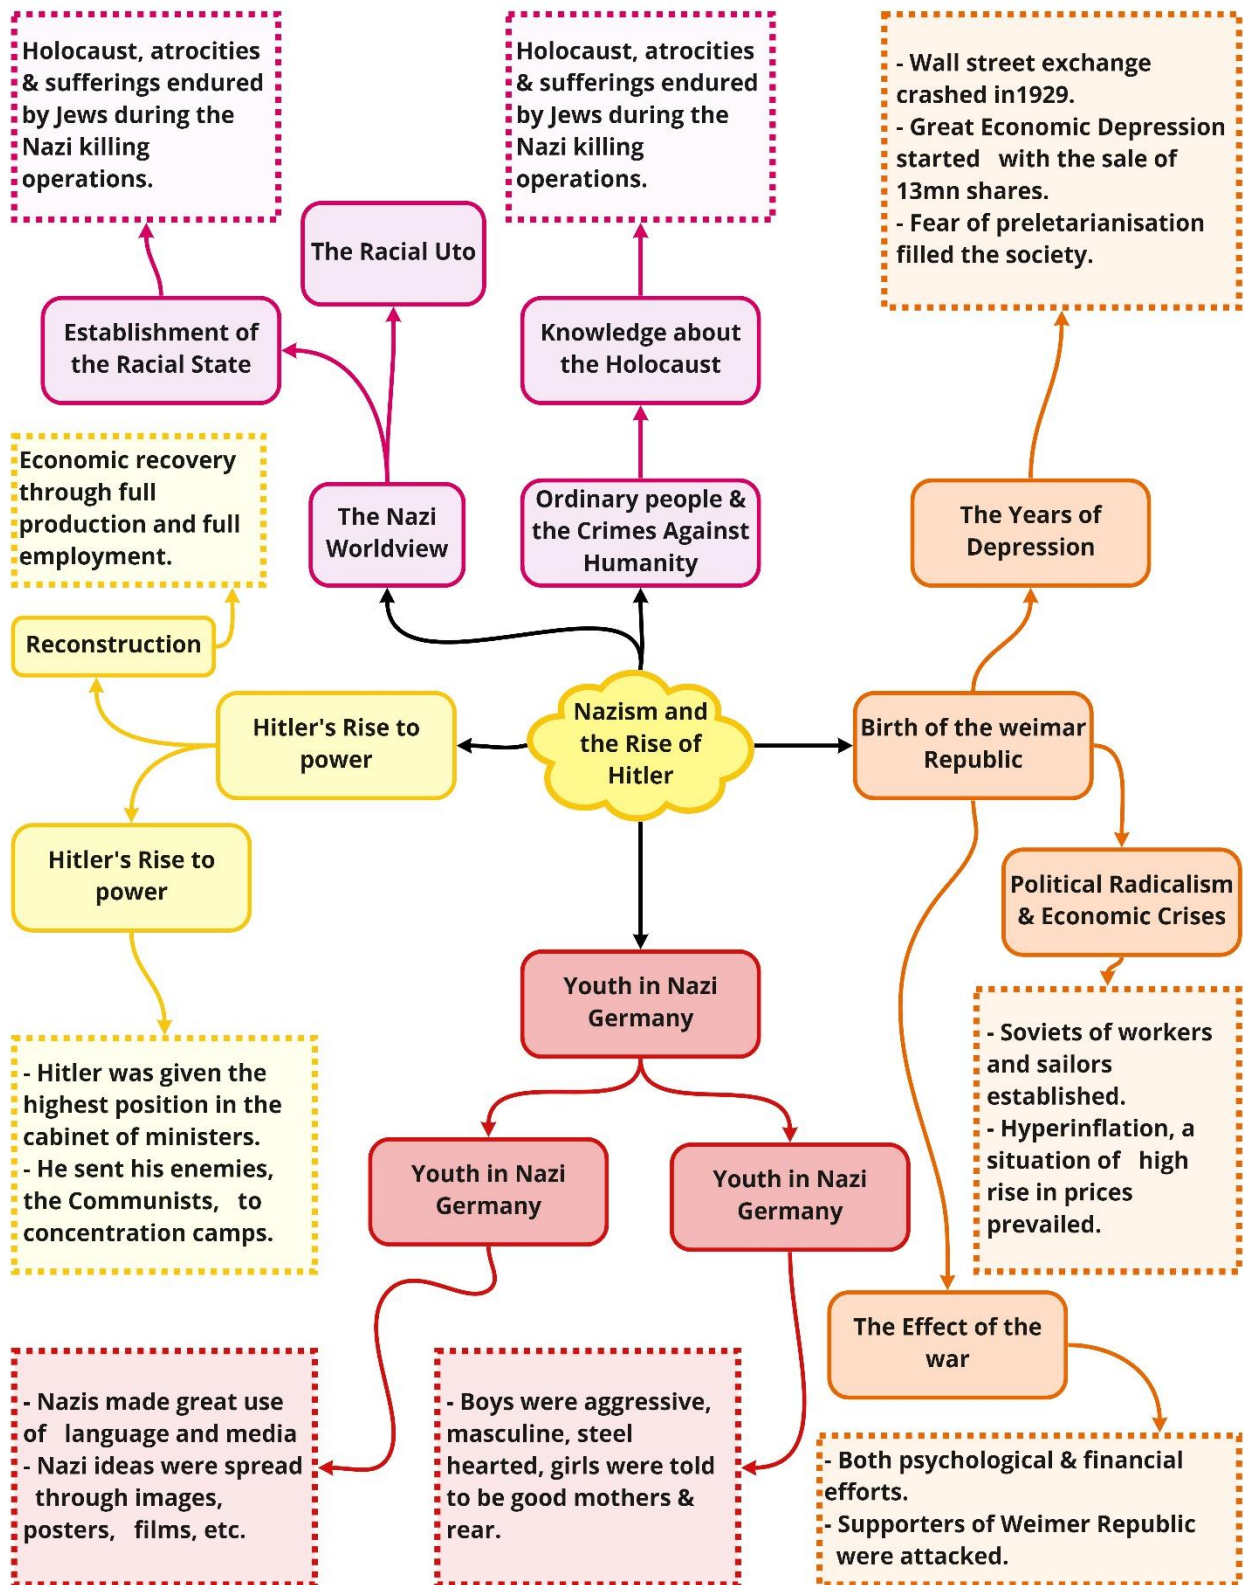 Holocaust, atrocities
& sufferings endured
by Jews during the
Nazi killing
operations.
Holocaust, atrocities
& sufferings endured
by Jews during the
Nazi killing
operations.
- Wall street exchange
crashed in1929.
- Great Economic Depression
started with the sale of
13mn shares.
- Fear of preletarianisation
filled the society.
The Racial Uto
Establishment of
the Racial State
Knowledge about
the Holocaust
Economic recovery
through full
production and full
employment.
The Nazi
Worldview
Ordinary people &
the Crimes Against
Humanity
The Years of
Depression
Reconstruction
Hitler's Rise to
power
Nazism and
the Rise of
Hitler
Birth of the weimar
Republic
Hitler's Rise to
power
Political Radicalism
& Economic Crises
Youth in Nazi
Germany
- Soviets of workers
and sailors
established.
- Hyperinflation, a
situation of high
rise in prices
prevailed.
- Hitler was given the
highest position in the
cabinet of ministers.
- He sent his enemies,
the Communists, to
concentration camps.
Youth in Nazi
Germany
Youth in Nazi
Germany
The Effect of the
war
- Nazis made great use
of language and media
- Nazi ideas were spread
through images,
posters, films, etc.
- Boys were aggressive,
masculine, steel
hearted, girls were told
to be good mothers &
rear.
- Both psychological & financial
efforts.
- Supporters of Weimer Republic
were attacked.